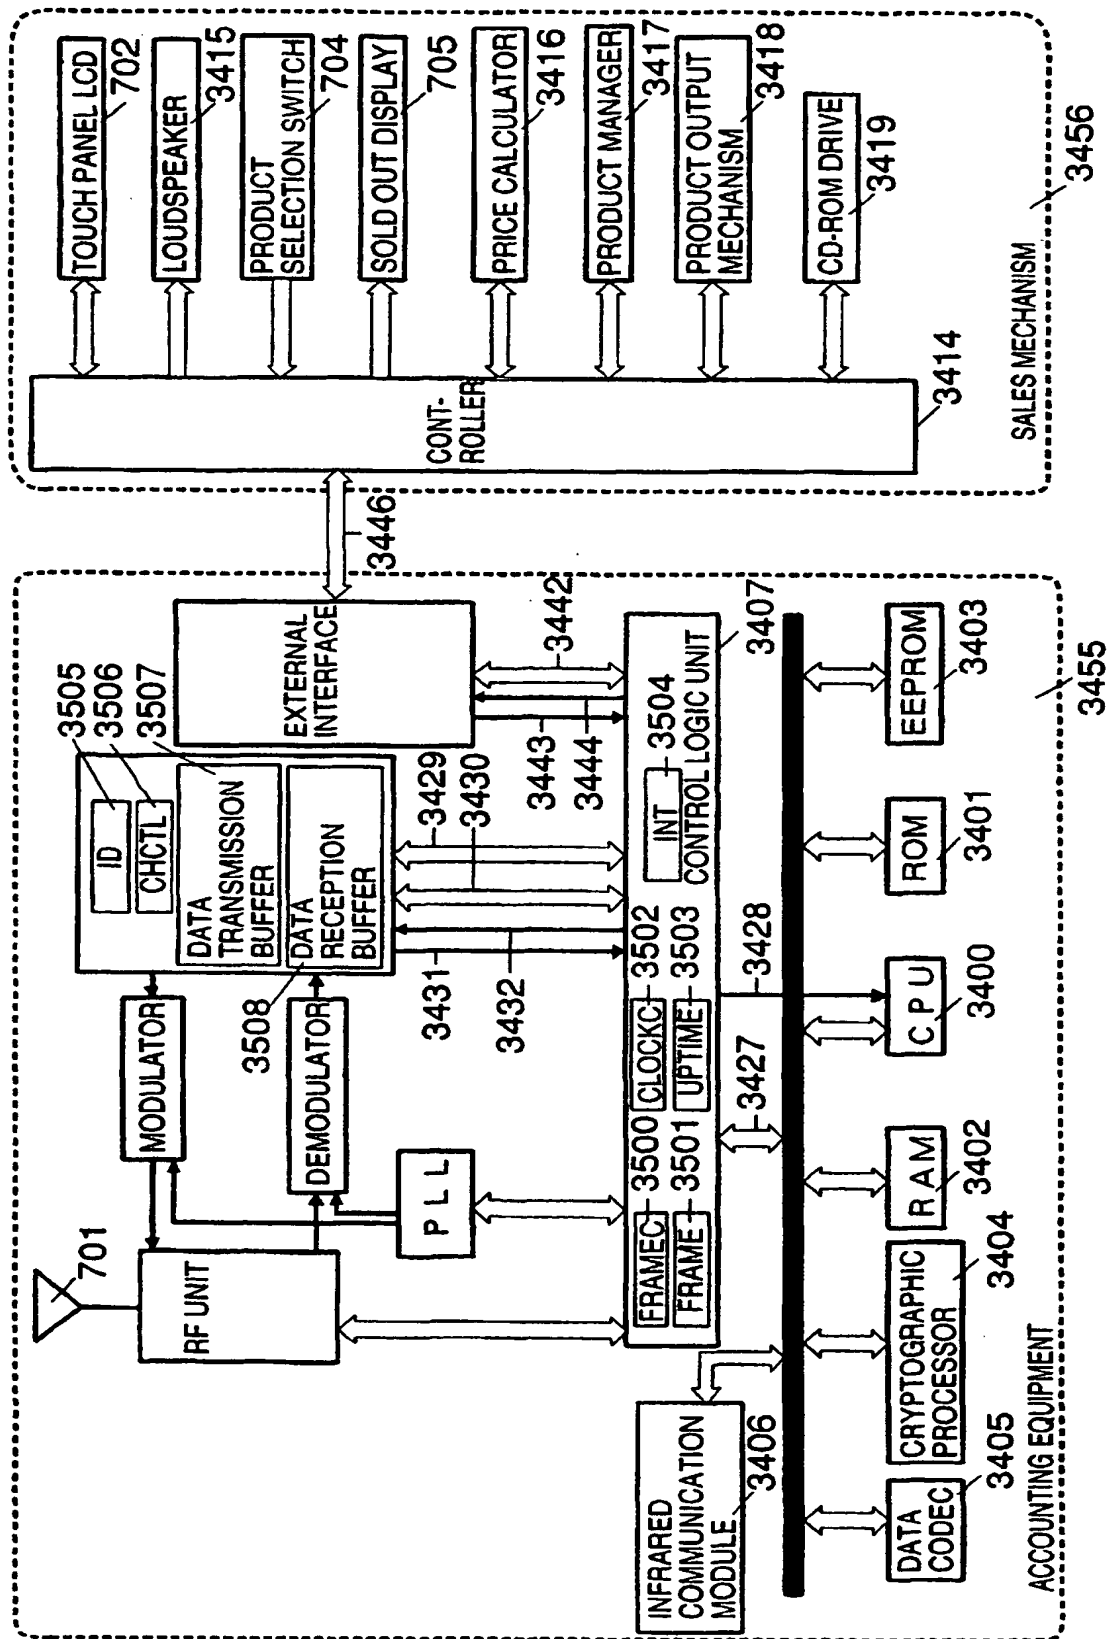 TOUCH PANEL LCD
702
LOUDSPEAKER
3415
PRODUCT
SELECTION SWITCH
704
SOLD OUT DISPLAY
705
PRICE CALCULATOR
3416
PRODUCT MANAGER
3417
PRODUCT OUTPUT
MECHANISM
3418
CD-ROM DRIVE
3419
CONT-
ROLLER
3414
SALES MECHANISM
3456
3446
701
RF UNIT
MODULATOR
DEMODULATOR
PLL
ID
3505
CHCTL
3506
DATA
TRANSMISSION
BUFFER
3507
DATA
RECEPTION
BUFFER
3508
EXTERNAL
INTERFACE
3431
3432
3429
3430
3443
3444
3442
FRAMEC
3500
FRAME
3501
CLOCKC
3502
UPTIME
3503
INT
3504
CONTROL LOGIC UNIT
3407
INFRARED
COMMUNICATION
MODULE
3406
3427
3428
DATA
CODEC
3405
CRYPTOGRAPHIC
PROCESSOR
3404
RAM
3402
CPU
3400
ROM
3401
EEPROM
3403
ACCOUNTING EQUIPMENT
3455